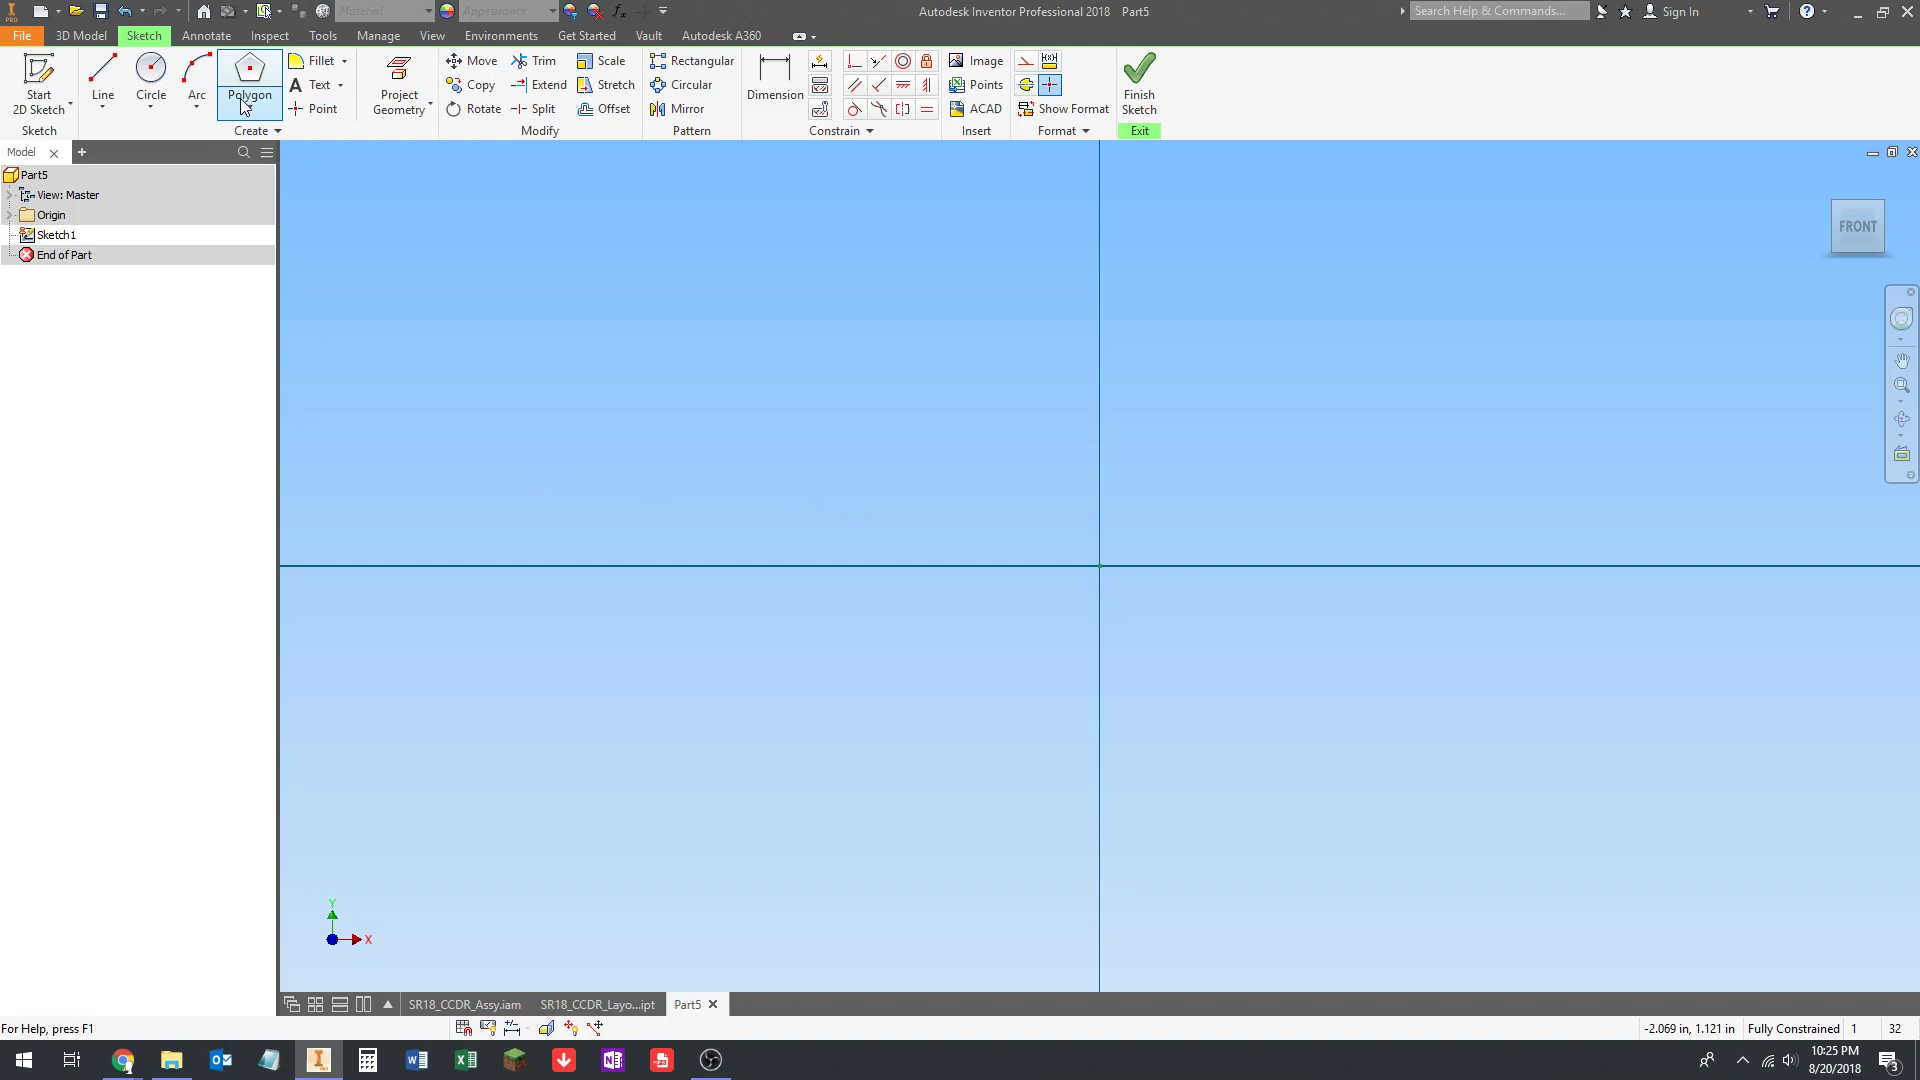 PRO
Material
Appearance
Autodesk Inventor Professional 2018 Part5
Search Help & Commands...
Sign In
File 3D Model Sketch Annotate Inspect Tools Manage View Environments Get Started Vault Autodesk A360
Start
2D Sketch
Line
Circle
Arc
Polygon
Fillet
A Text
Point
Project
Geometry
Move
Copy
Rotate
Trim
Extend
Split
Scale
Stretch
Offset
Rectangular
Circular
Mirror
Dimension
Image
Points
ACAD
Show Format
Finish
Sketch
Sketch
Create
Modify
Pattern
Constrain
Insert
Format
Exit
Model
Part5
View: Master
Origin
Sketch1
End of Part
FRONT
Y
X
SR18_CCDR_Assy.iam SR18_CCDR_Layo...ipt Part5
For Help, press F1
-2.069 in, 1.121 in Fully Constrained 1 32
10:25 PM
8/20/2018
3